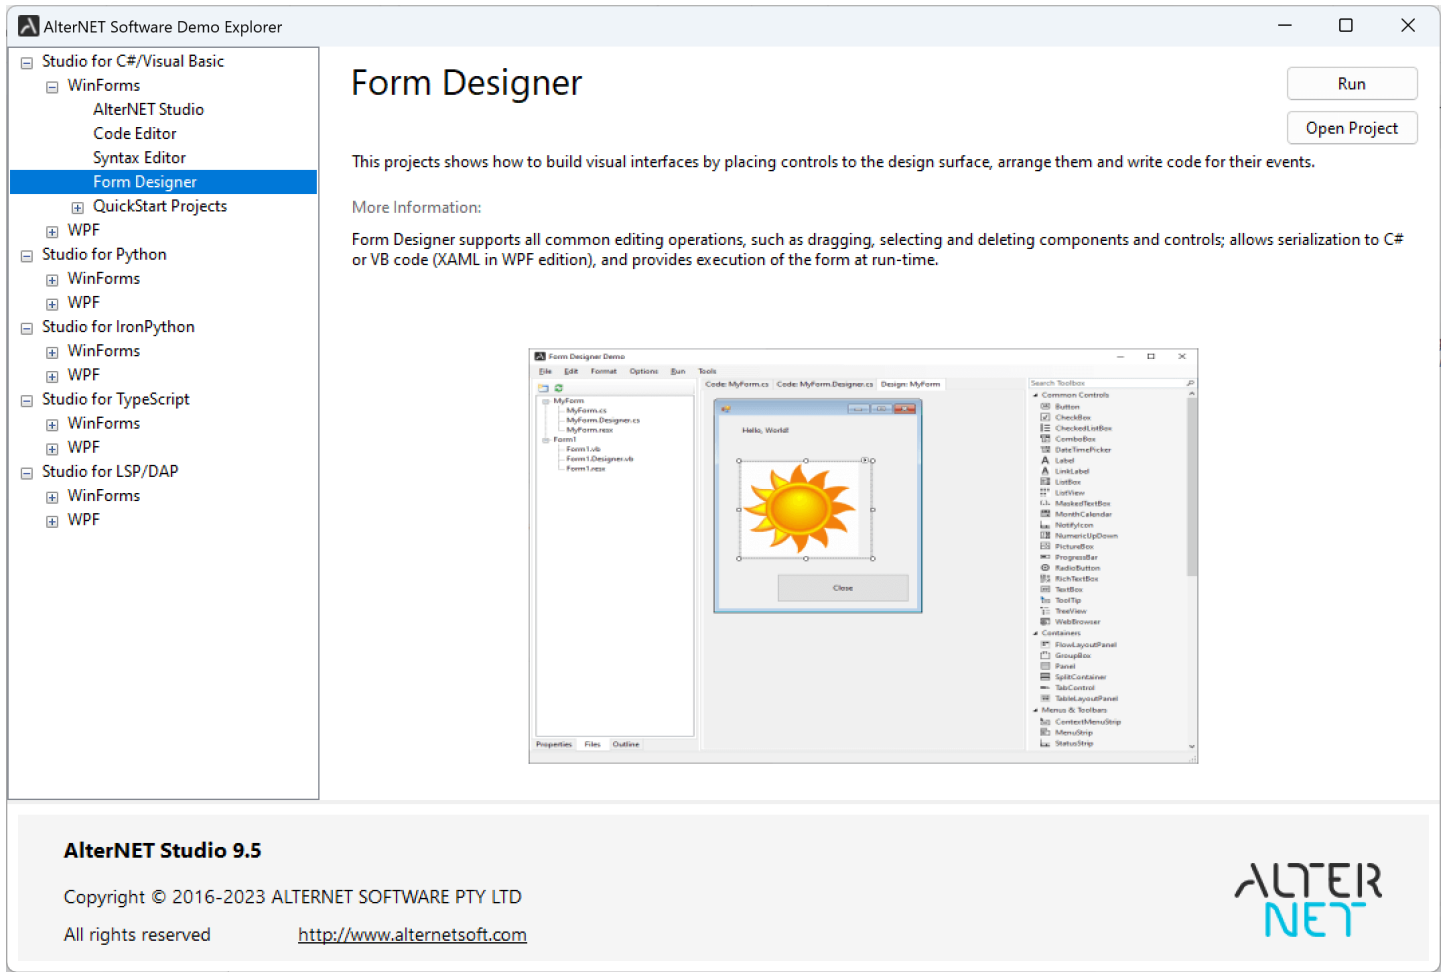 AlterNET Software Demo Explorer
Studio for C#/Visual Basic
WinForms
AlterNET Studio
Code Editor
Syntax Editor
Form Designer
QuickStart Projects
WPF
Studio for Python
WinForms
WPF
Studio for IronPython
WinForms
WPF
Studio for TypeScript
WinForms
WPF
Studio for LSP/DAP
WinForms
WPF
Form Designer
Run
Open Project
This projects shows how to build visual interfaces by placing controls to the design surface, arrange them and write code for their events.
More Information:
Form Designer supports all common editing operations, such as dragging, selecting and deleting components and controls; allows serialization to C#
or VB code (XAML in WPF edition), and provides execution of the form at run-time.
Form Designer Demo
File Edit Format Options Run Tools
MyForm
MyForm.cs
MyForm.Designer.cs
MyForm.resx
Form1
Form1.vb
Form1.Designer.vb
Form1.resx
Properties Files Outline
Code: MyForm.cs Code: MyForm.Designer.cs Design: MyForm
Hello, World!
Close
Search Toolbox
Common Controls
Button
CheckBox
CheckedListBox
ComboBox
DateTimePicker
Label
LinkLabel
ListBox
ListView
MaskedTextBox
MonthCalendar
NotifyIcon
NumericUpDown
PictureBox
ProgressBar
RadioButton
RichTextBox
TextBox
ToolTip
TreeView
WebBrowser
Containers
FlowLayoutPanel
GroupBox
Panel
SplitContainer
TabControl
TableLayoutPanel
Menus & Toolbars
ContextMenuStrip
MenuStrip
StatusStrip
AlterNET Studio 9.5
Copyright © 2016-2023 ALTERNET SOFTWARE PTY LTD
All rights reserved http://www.alternetsoft.com
ALTER
NET